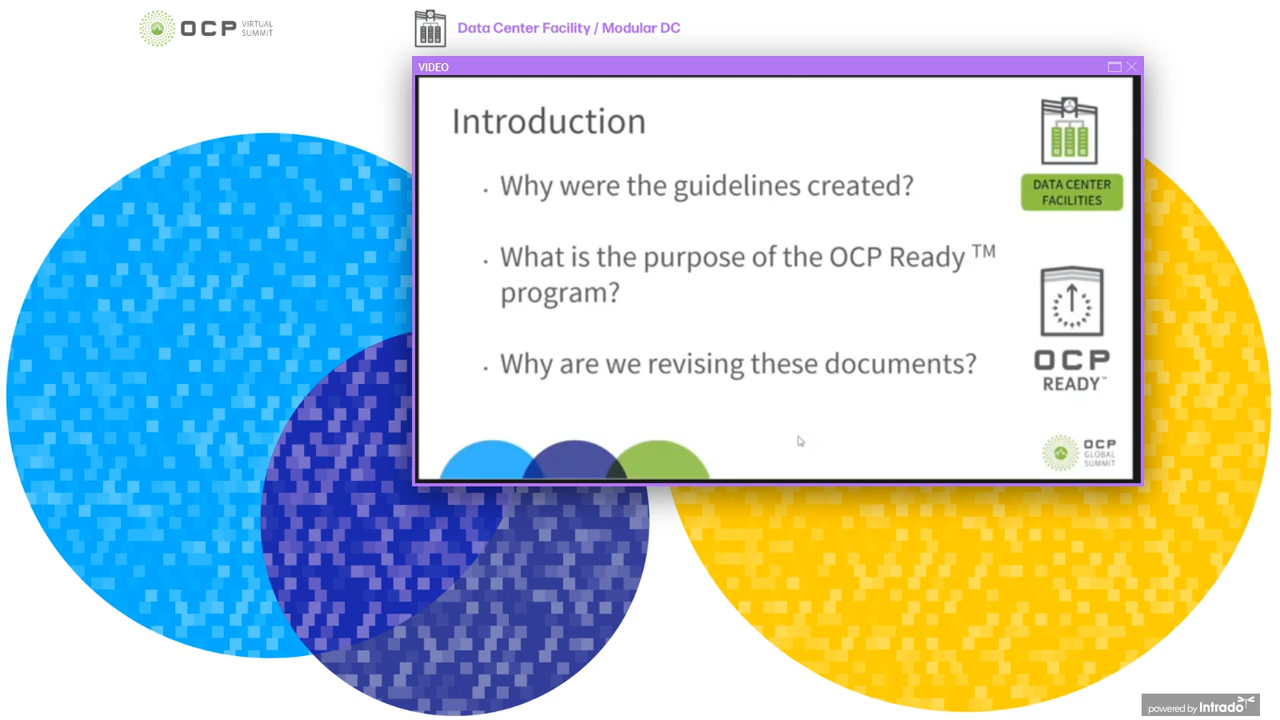 OCP VIRTUAL SUMMIT
Data Center Facility / Modular DC
VIDEO
Introduction
DATA CENTER
FACILITIES
· Why were the guidelines created?
· What is the purpose of the OCP Ready ™
program?
· Why are we revising these documents?
OCP
READY™
OCP
GLOBAL
SUMMIT
powered by Intrado